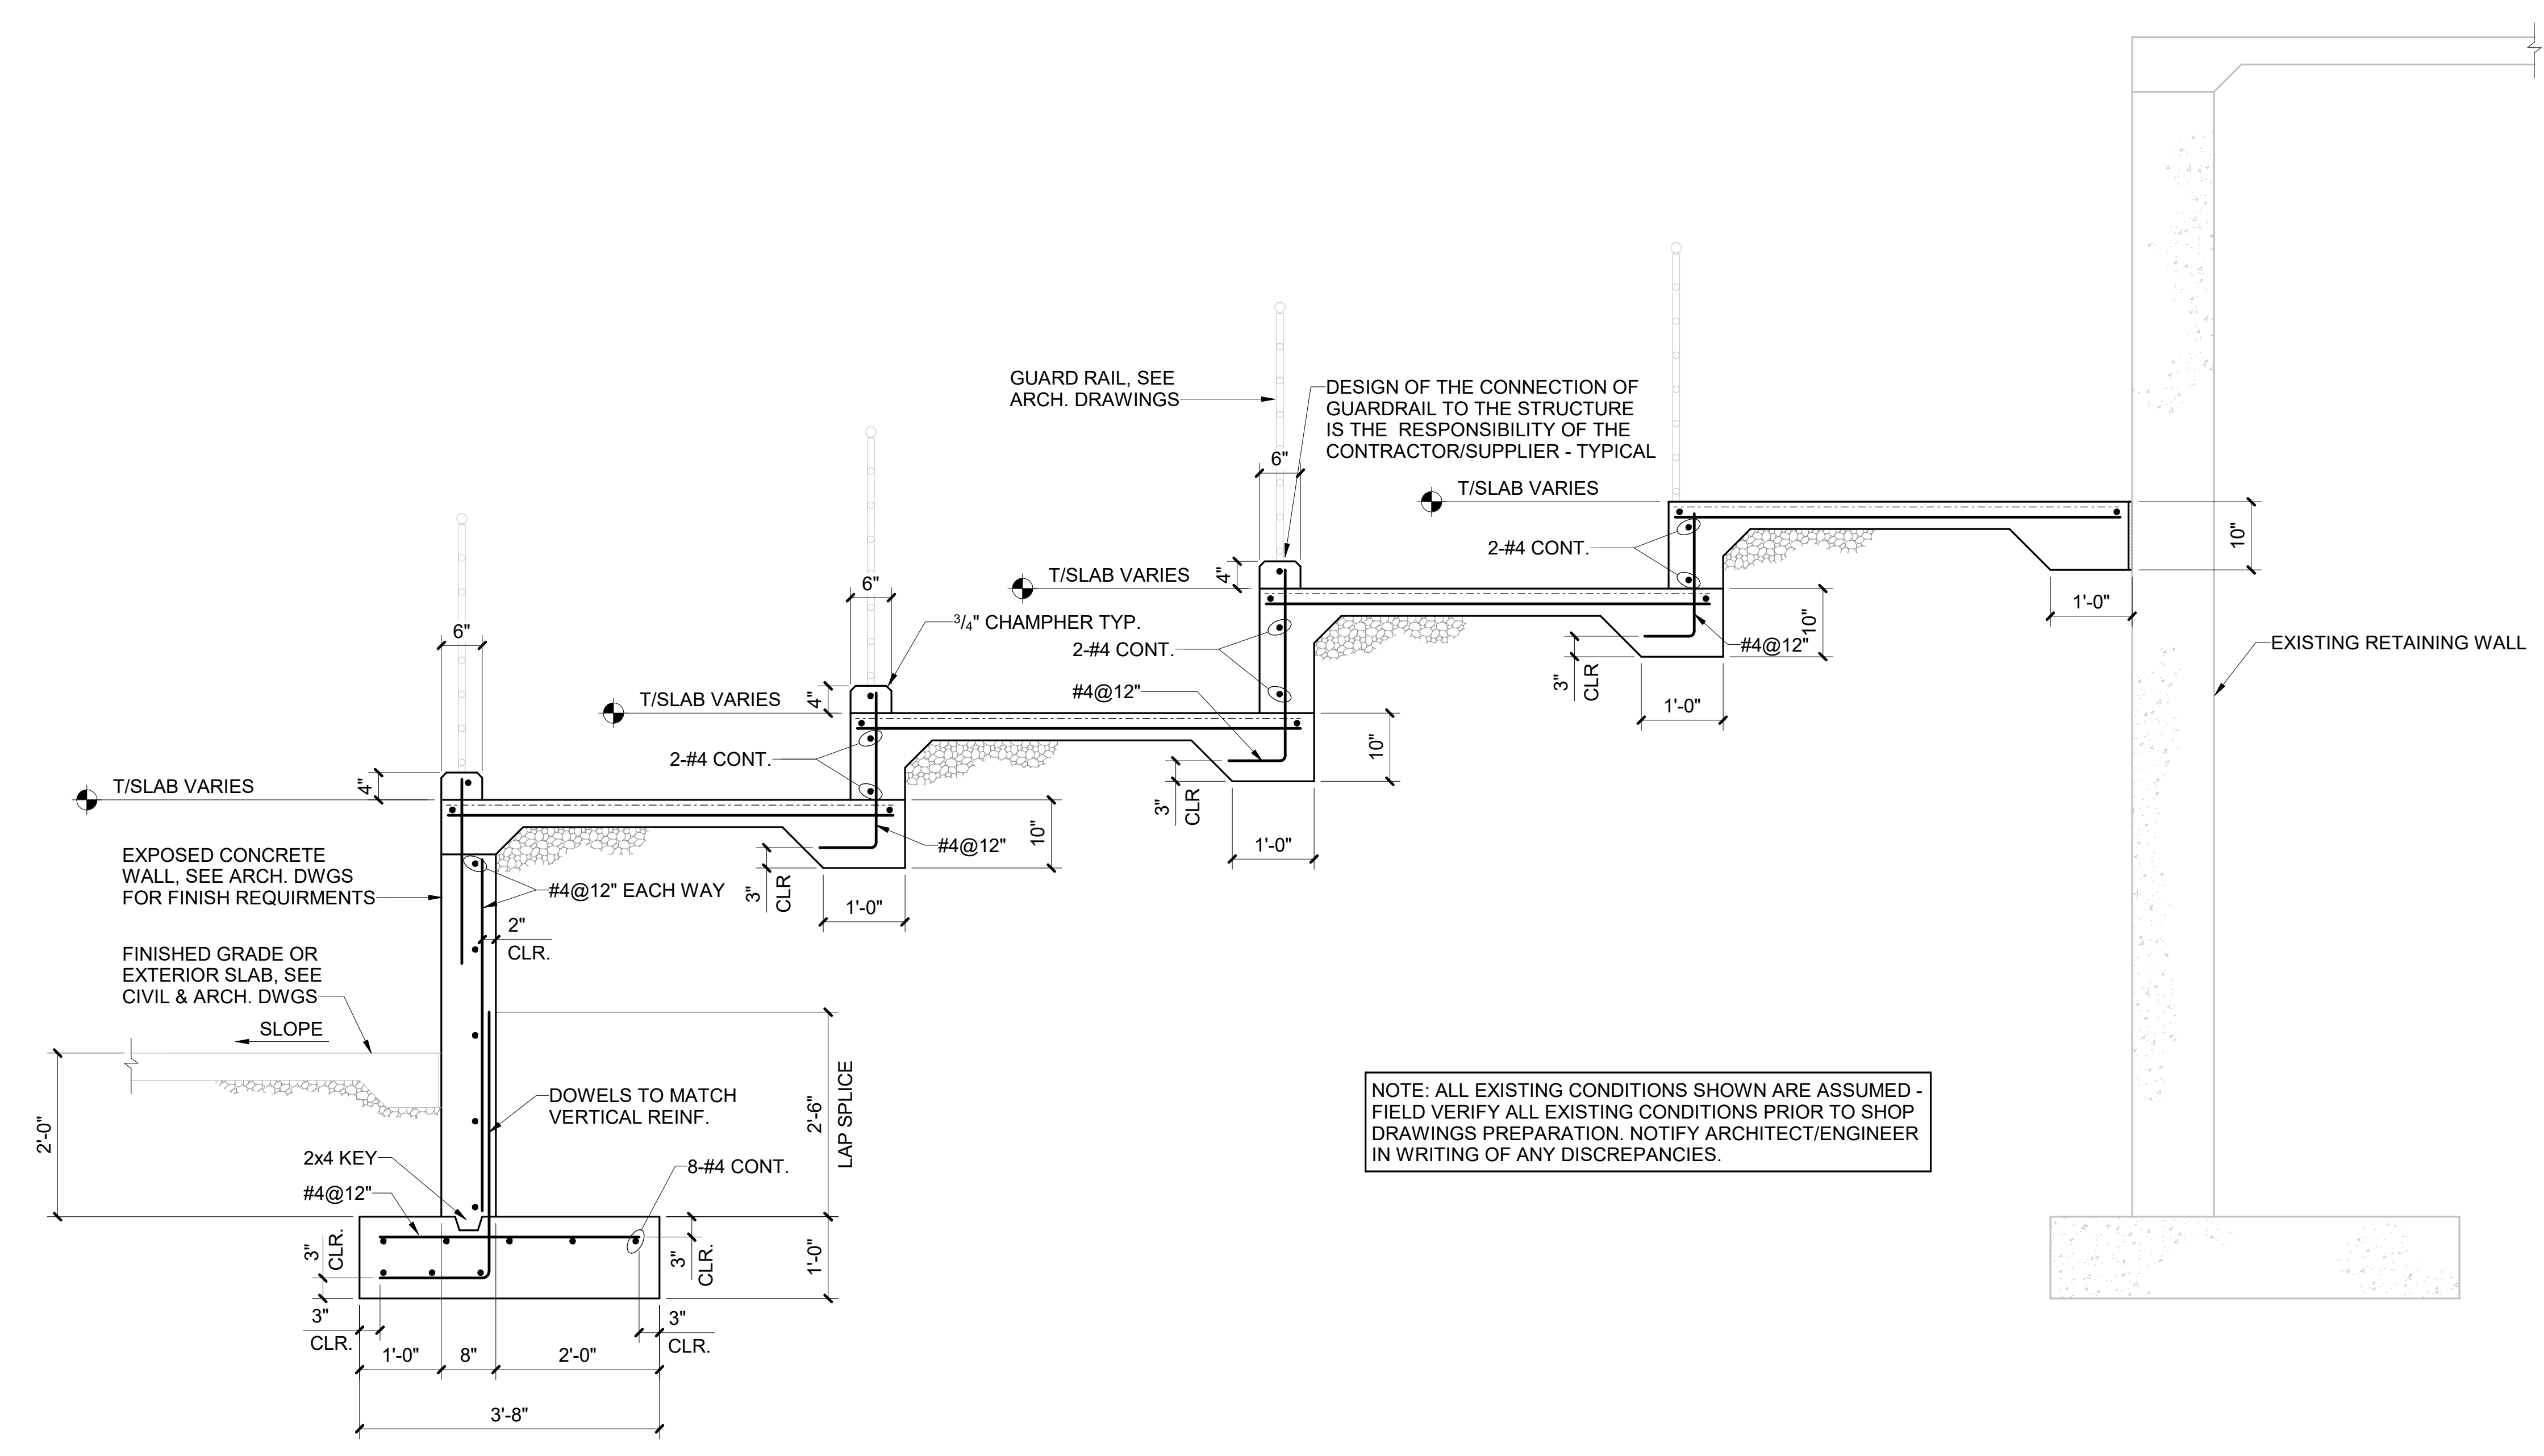 GUARD RAIL, SEE
ARCH. DRAWINGS
DESIGN OF THE CONNECTION OF
GUARDRAIL TO THE STRUCTURE
IS THE  RESPONSIBILITY OF THE
CONTRACTOR/SUPPLIER - TYPICAL
6"
T/SLAB VARIES
10"
2-#4 CONT.
4"
T/SLAB VARIES
6"
1'-0"
3/4" CHAMPHER TYP.
10"
#4@12"
EXISTING RETAINING WALL
6"
2-#4 CONT.
3"
CLR
#4@12"
T/SLAB VARIES
4"
1'-0"
2-#4 CONT.
10"
T/SLAB VARIES
4"
3"
CLR
10"
#4@12"
1'-0"
EXPOSED CONCRETE
WALL, SEE ARCH. DWGS
FOR FINISH REQUIRMENTS
#4@12" EACH WAY
3"
CLR
1'-0"
2"
CLR.
FINISHED GRADE OR
EXTERIOR SLAB, SEE
CIVIL & ARCH. DWGS
SLOPE
2'-0"
DOWELS TO MATCH
VERTICAL REINF.
2'-6"
LAP SPLICE
NOTE: ALL EXISTING CONDITIONS SHOWN ARE ASSUMED -
FIELD VERIFY ALL EXISTING CONDITIONS PRIOR TO SHOP
DRAWINGS PREPARATION. NOTIFY ARCHITECT/ENGINEER
IN WRITING OF ANY DISCREPANCIES.
2x4 KEY
8-#4 CONT.
#4@12"
3"
CLR.
3"
CLR.
1'-0"
3"
CLR.
3"
CLR.
1'-0"
8"
2'-0"
3'-8"